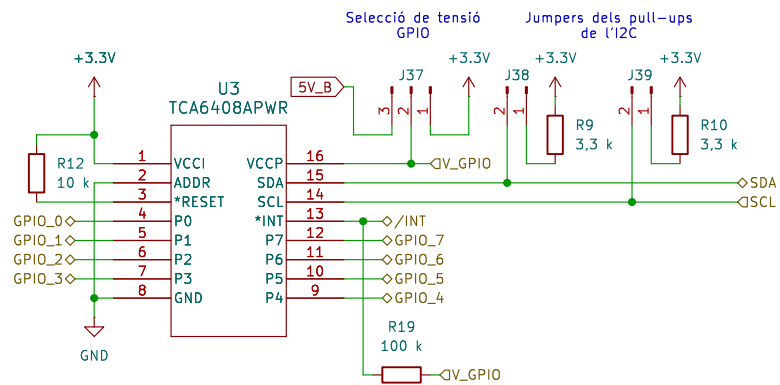 Selecció de tensió
GPIO
Jumpers dels pull-ups
de l'I2C
+3.3V
U3
TCA6408APWR
5V_B
J37
3
2
1
+3.3V
J38
2
1
+3.3V
R9
3,3 k
J39
2
1
+3.3V
R10
3,3 k
R12
10 k
1 VCCI VCCP 16 V_GPIO
2 ADDR SDA 15 SDA
3 *RESET SCL 14 SCL
GPIO_0 4 P0 *INT 13 /INT
GPIO_1 5 P1 P7 12 GPIO_7
GPIO_2 6 P2 P6 11 GPIO_6
GPIO_3 7 P3 P5 10 GPIO_5
8 GND P4 9 GPIO_4
GND
R19
100 k
V_GPIO